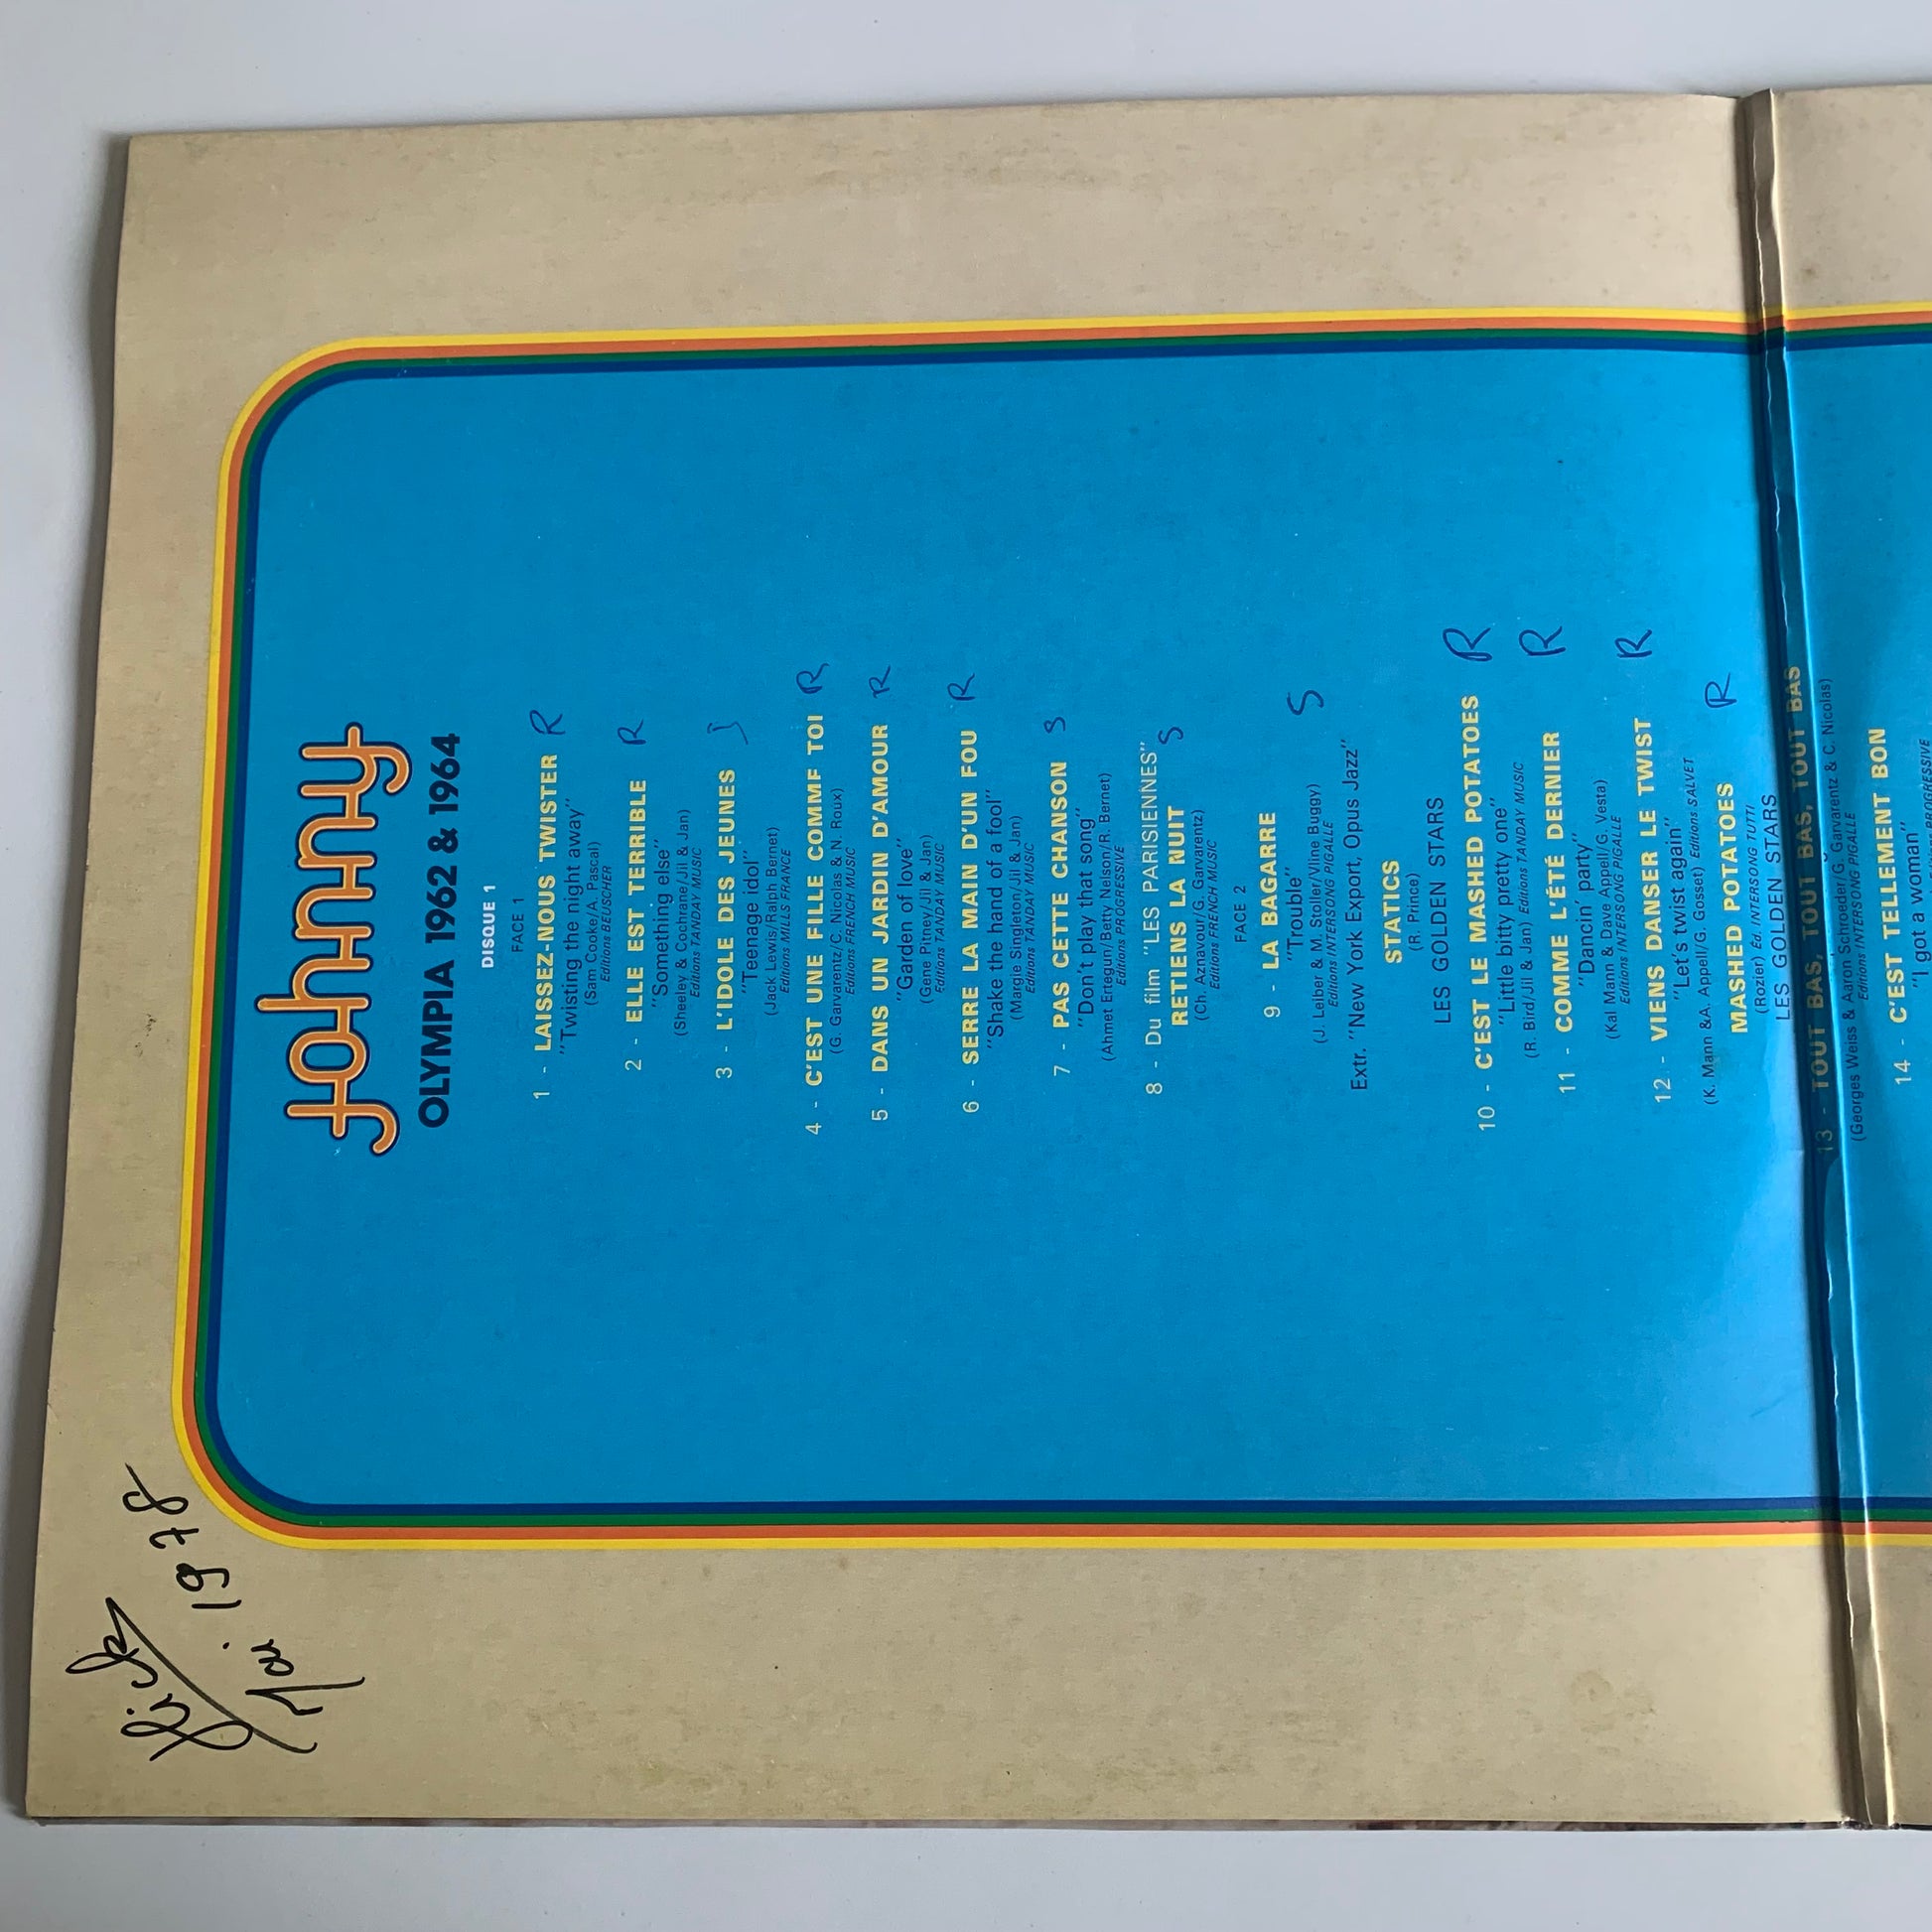 Mai 1978
Johnny
OLYMPIA 1962 & 1964
DISQUE 1
FACE 1
1 - LAISSEZ-NOUS TWISTER R
"Twisting the night away"
(Sam Cooke/A. Pascal)
Editions BEUSCHER
2 - ELLE EST TERRIBLE R
"Something else"
(Sheeley & Cochrane/Jil & Jan)
Editions TANDAY MUSIC
3 - L'IDOLE DES JEUNES
"Teenage idol"
(Jack Lewis/Ralph Bernet)
Editions MILLS FRANCE
4 - C'EST UNE FILLE COMME TOI R
(G. Garvarentz/C. Nicolas & N. Roux)
Editions FRENCH MUSIC
5 - DANS UN JARDIN D'AMOUR R
"Garden of love"
(Gene Pitney/Jil & Jan)
Editions TANDAY MUSIC
6 - SERRE LA MAIN D'UN FOU R
"Shake the hand of a fool"
(Margie Singleton/Jil & Jan)
Editions TANDAY MUSIC
7 - PAS CETTE CHANSON S
"Don't play that song"
(Ahmet Ertegun/Betty Nelson/R. Bernet)
Editions PROGRESSIVE
8 - Du film "LES PARISIENNES"
RETIENS LA NUIT S
(Ch. Aznavour/G. Garvarentz)
Editions FRENCH MUSIC
FACE 2
9 - LA BAGARRE S
"Trouble"
(J. Leiber & M. Stoller/Vline Buggy)
Editions INTERSONG PIGALLE
Extr. "New York Export, Opus Jazz"
STATICS
(R. Prince)
LES GOLDEN STARS
10 - C'EST LE MASHED POTATOES R
"Little bitty pretty one"
(R. Bird/Jil & Jan) Editions TANDAY MUSIC
11 - COMME L'ÉTÉ DERNIER R
"Dancin' party"
(Kal Mann & Dave Appell/G. Vesta)
Editions INTERSONG PIGALLE
12 - VIENS DANSER LE TWIST R
"Let's twist again"
(K. Mann &A. Appell/G. Gosset) Editions SALVET
MASHED POTATOES R
(Rozier) Ed. INTERSONG TUTTI
LES GOLDEN STARS
13 - TOUT BAS, TOUT BAS, TOUT BAS
(Georges Weiss & Aaron Schroeder/G. Garvarentz & C. Nicolas)
Editions INTERSONG PIGALLE
14 - C'EST TELLEMENT BON
"I got a woman"
PROGRESSIVE